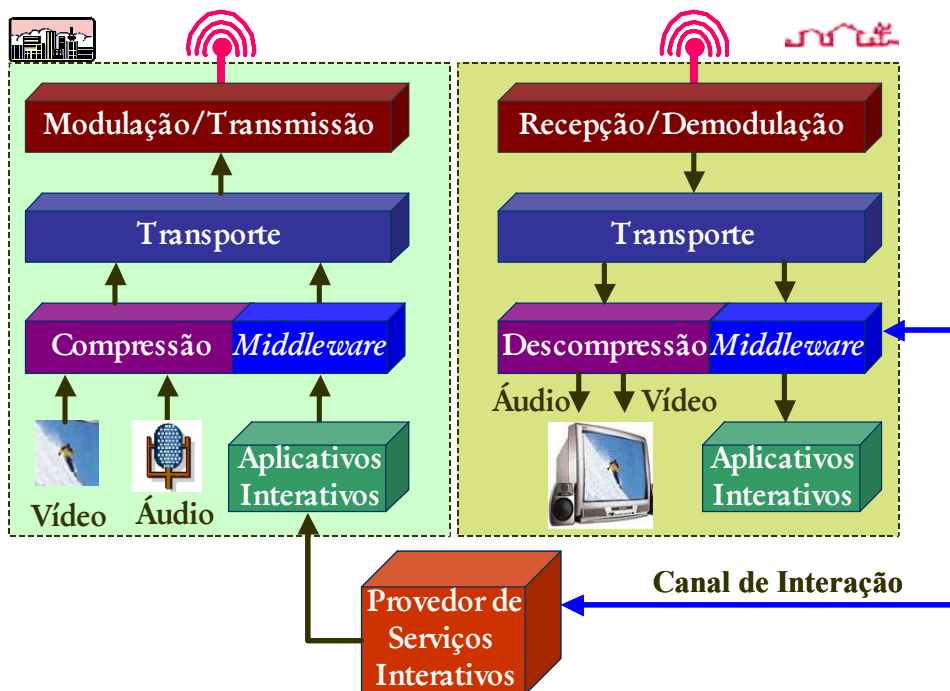 Modulação/Transmissão
Transporte
Compressão
Middleware
Vídeo
Áudio
Aplicativos
Interativos
Recepção/Demodulação
Transporte
Descompressão
Middleware
Áudio
Vídeo
Aplicativos
Interativos
Canal de Interação
Provedor de
Serviços
Interativos